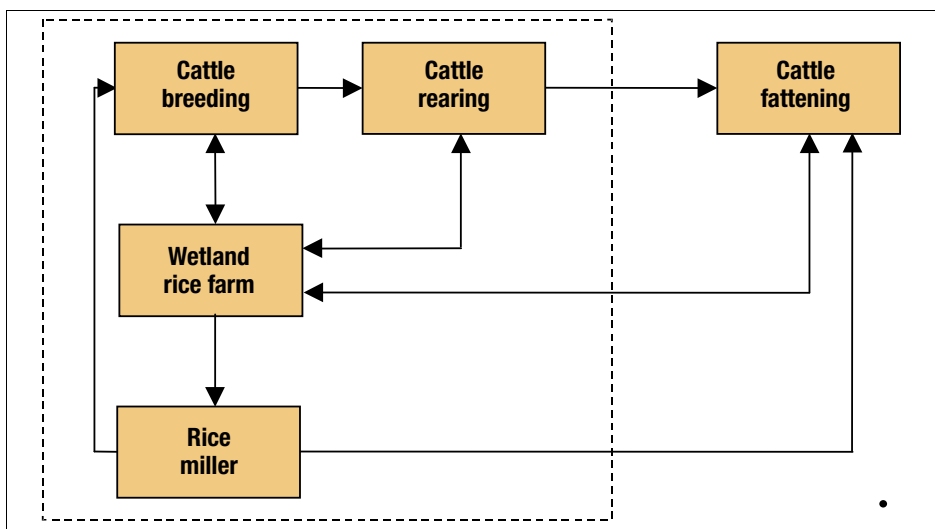 Cattle
breeding
Cattle
rearing
Cattle
fattening
Wetland
rice farm
Rice
miller